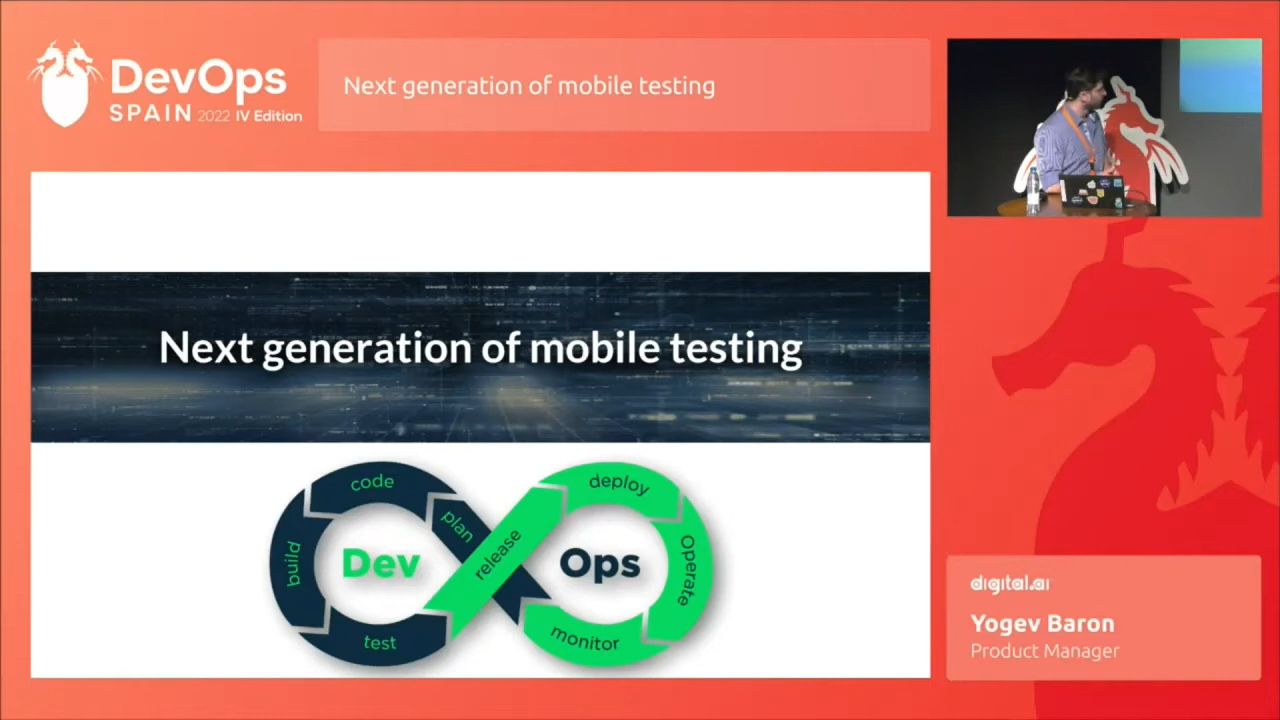 DevOps
SPAIN 2022 IV Edition
Next generation of mobile testing
Next generation of mobile testing
code
plan
build
Dev
test
release
deploy
Ops
Operate
monitor
digital.ai
Yogev Baron
Product Manager